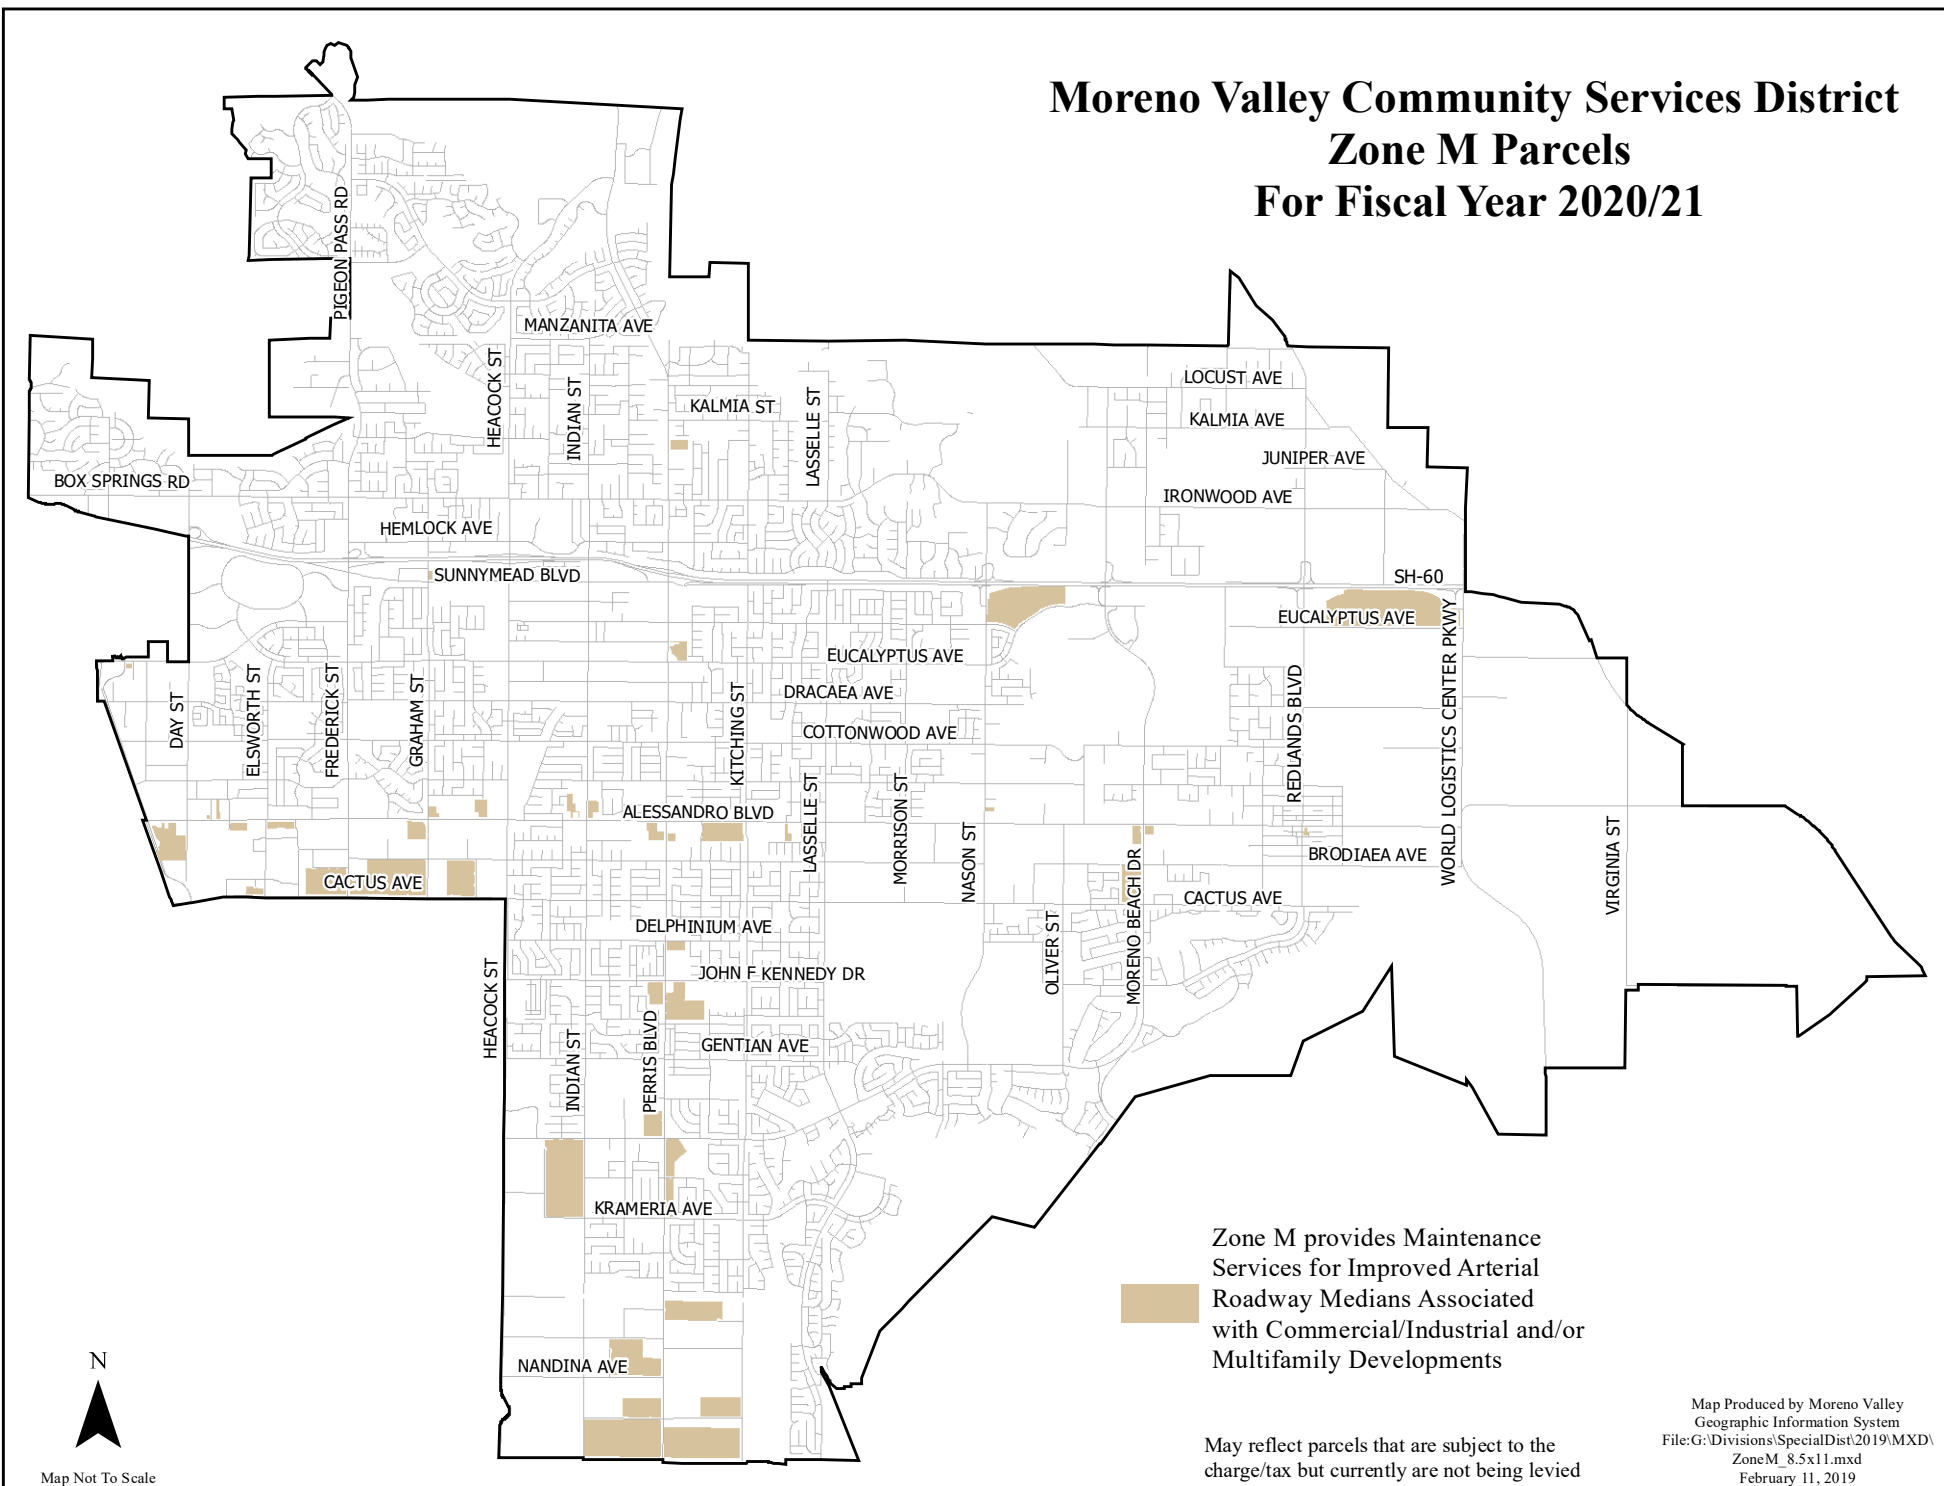 Moreno Valley Community Services District
Zone M Parcels
For Fiscal Year 2020/21
PIGEON PASS RD
MANZANITA AVE
HEACOCK ST
INDIAN ST
KALMIA ST
LASSELLE ST
LOCUST AVE
KALMIA AVE
JUNIPER AVE
IRONWOOD AVE
BOX SPRINGS RD
HEMLOCK AVE
SUNNYMEAD BLVD
SH-60
EUCALYPTUS AVE
EUCALYPTUS AVE
DRACAEA AVE
COTTONWOOD AVE
DAY ST
ELSWORTH ST
FREDERICK ST
GRAHAM ST
KITCHING ST
REDLANDS BLVD
WORLD LOGISTICS CENTER PKWY
ALESSANDRO BLVD
LASSELLE ST
MORRISON ST
NASON ST
BRODIAEA AVE
VIRGINIA ST
CACTUS AVE
CACTUS AVE
MORENO BEACH DR
OLIVER ST
DELPHINIUM AVE
JOHN F KENNEDY DR
HEACOCK ST
INDIAN ST
PERRIS BLVD
GENTIAN AVE
KRAMERIA AVE
NANDINA AVE
Zone M provides Maintenance
Services for Improved Arterial
Roadway Medians Associated
with Commercial/Industrial and/or
Multifamily Developments
May reflect parcels that are subject to the
charge/tax but currently are not being levied
N
Map Not To Scale
Map Produced by Moreno Valley
Geographic Information System
File:G:\Divisions\SpecialDist\2019\MXD\
ZoneM_8.5x11.mxd
February 11, 2019